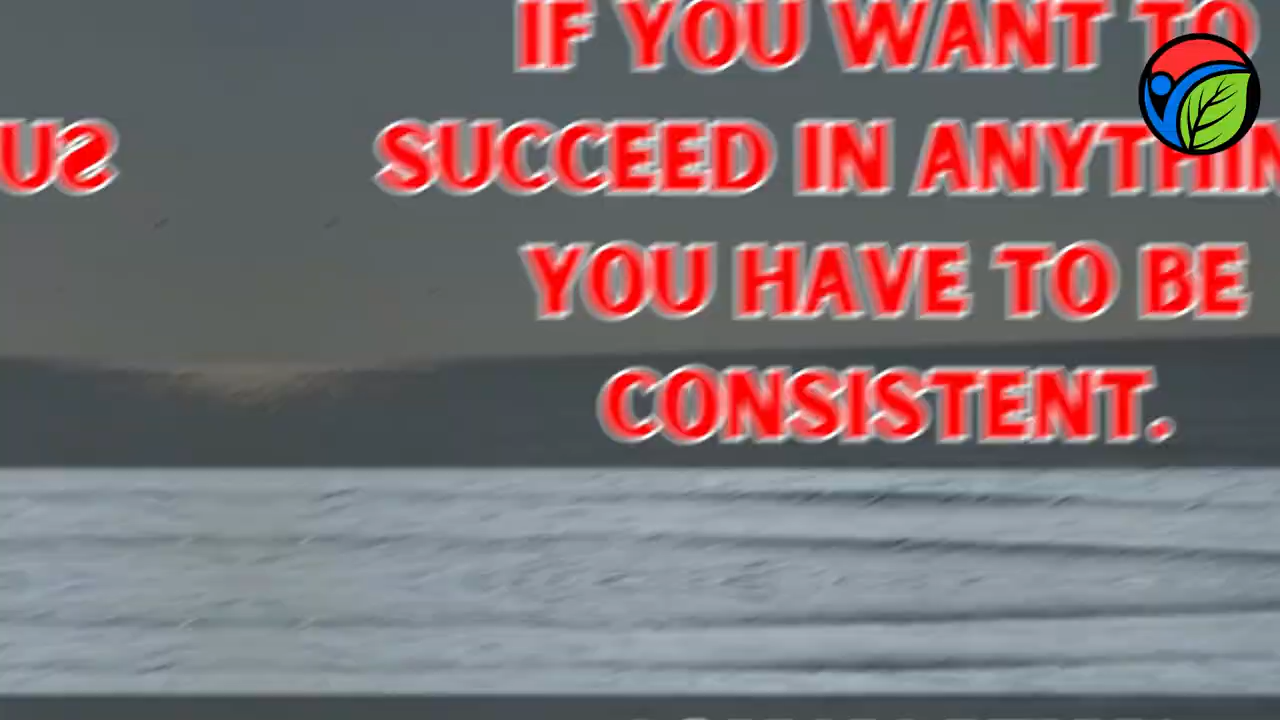 IF YOU WANT TO
SUCCEED IN ANYTHIN
YOU HAVE TO BE
CONSISTENT.